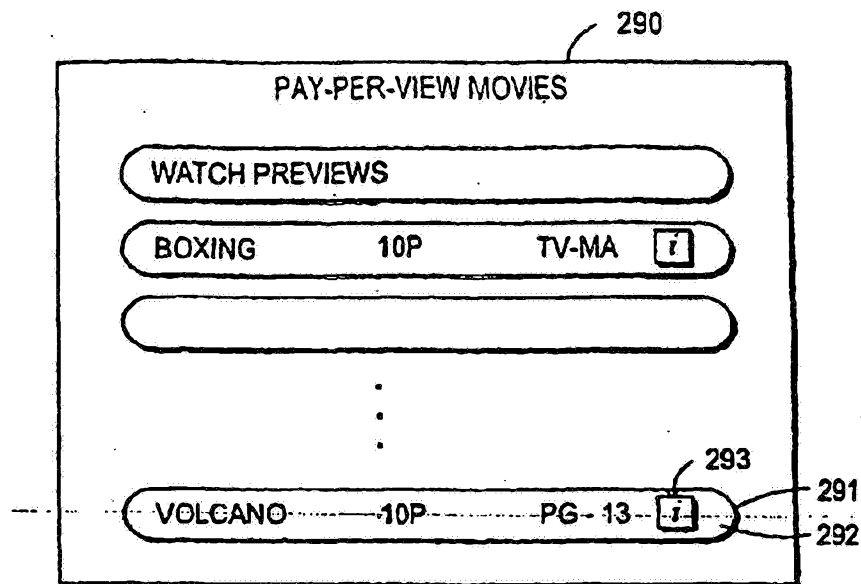 290
PAY-PER-VIEW MOVIES
WATCH PREVIEWS
BOXING 10P TV-MA i
293
VOLCANO 10P PG-13 i
291
292